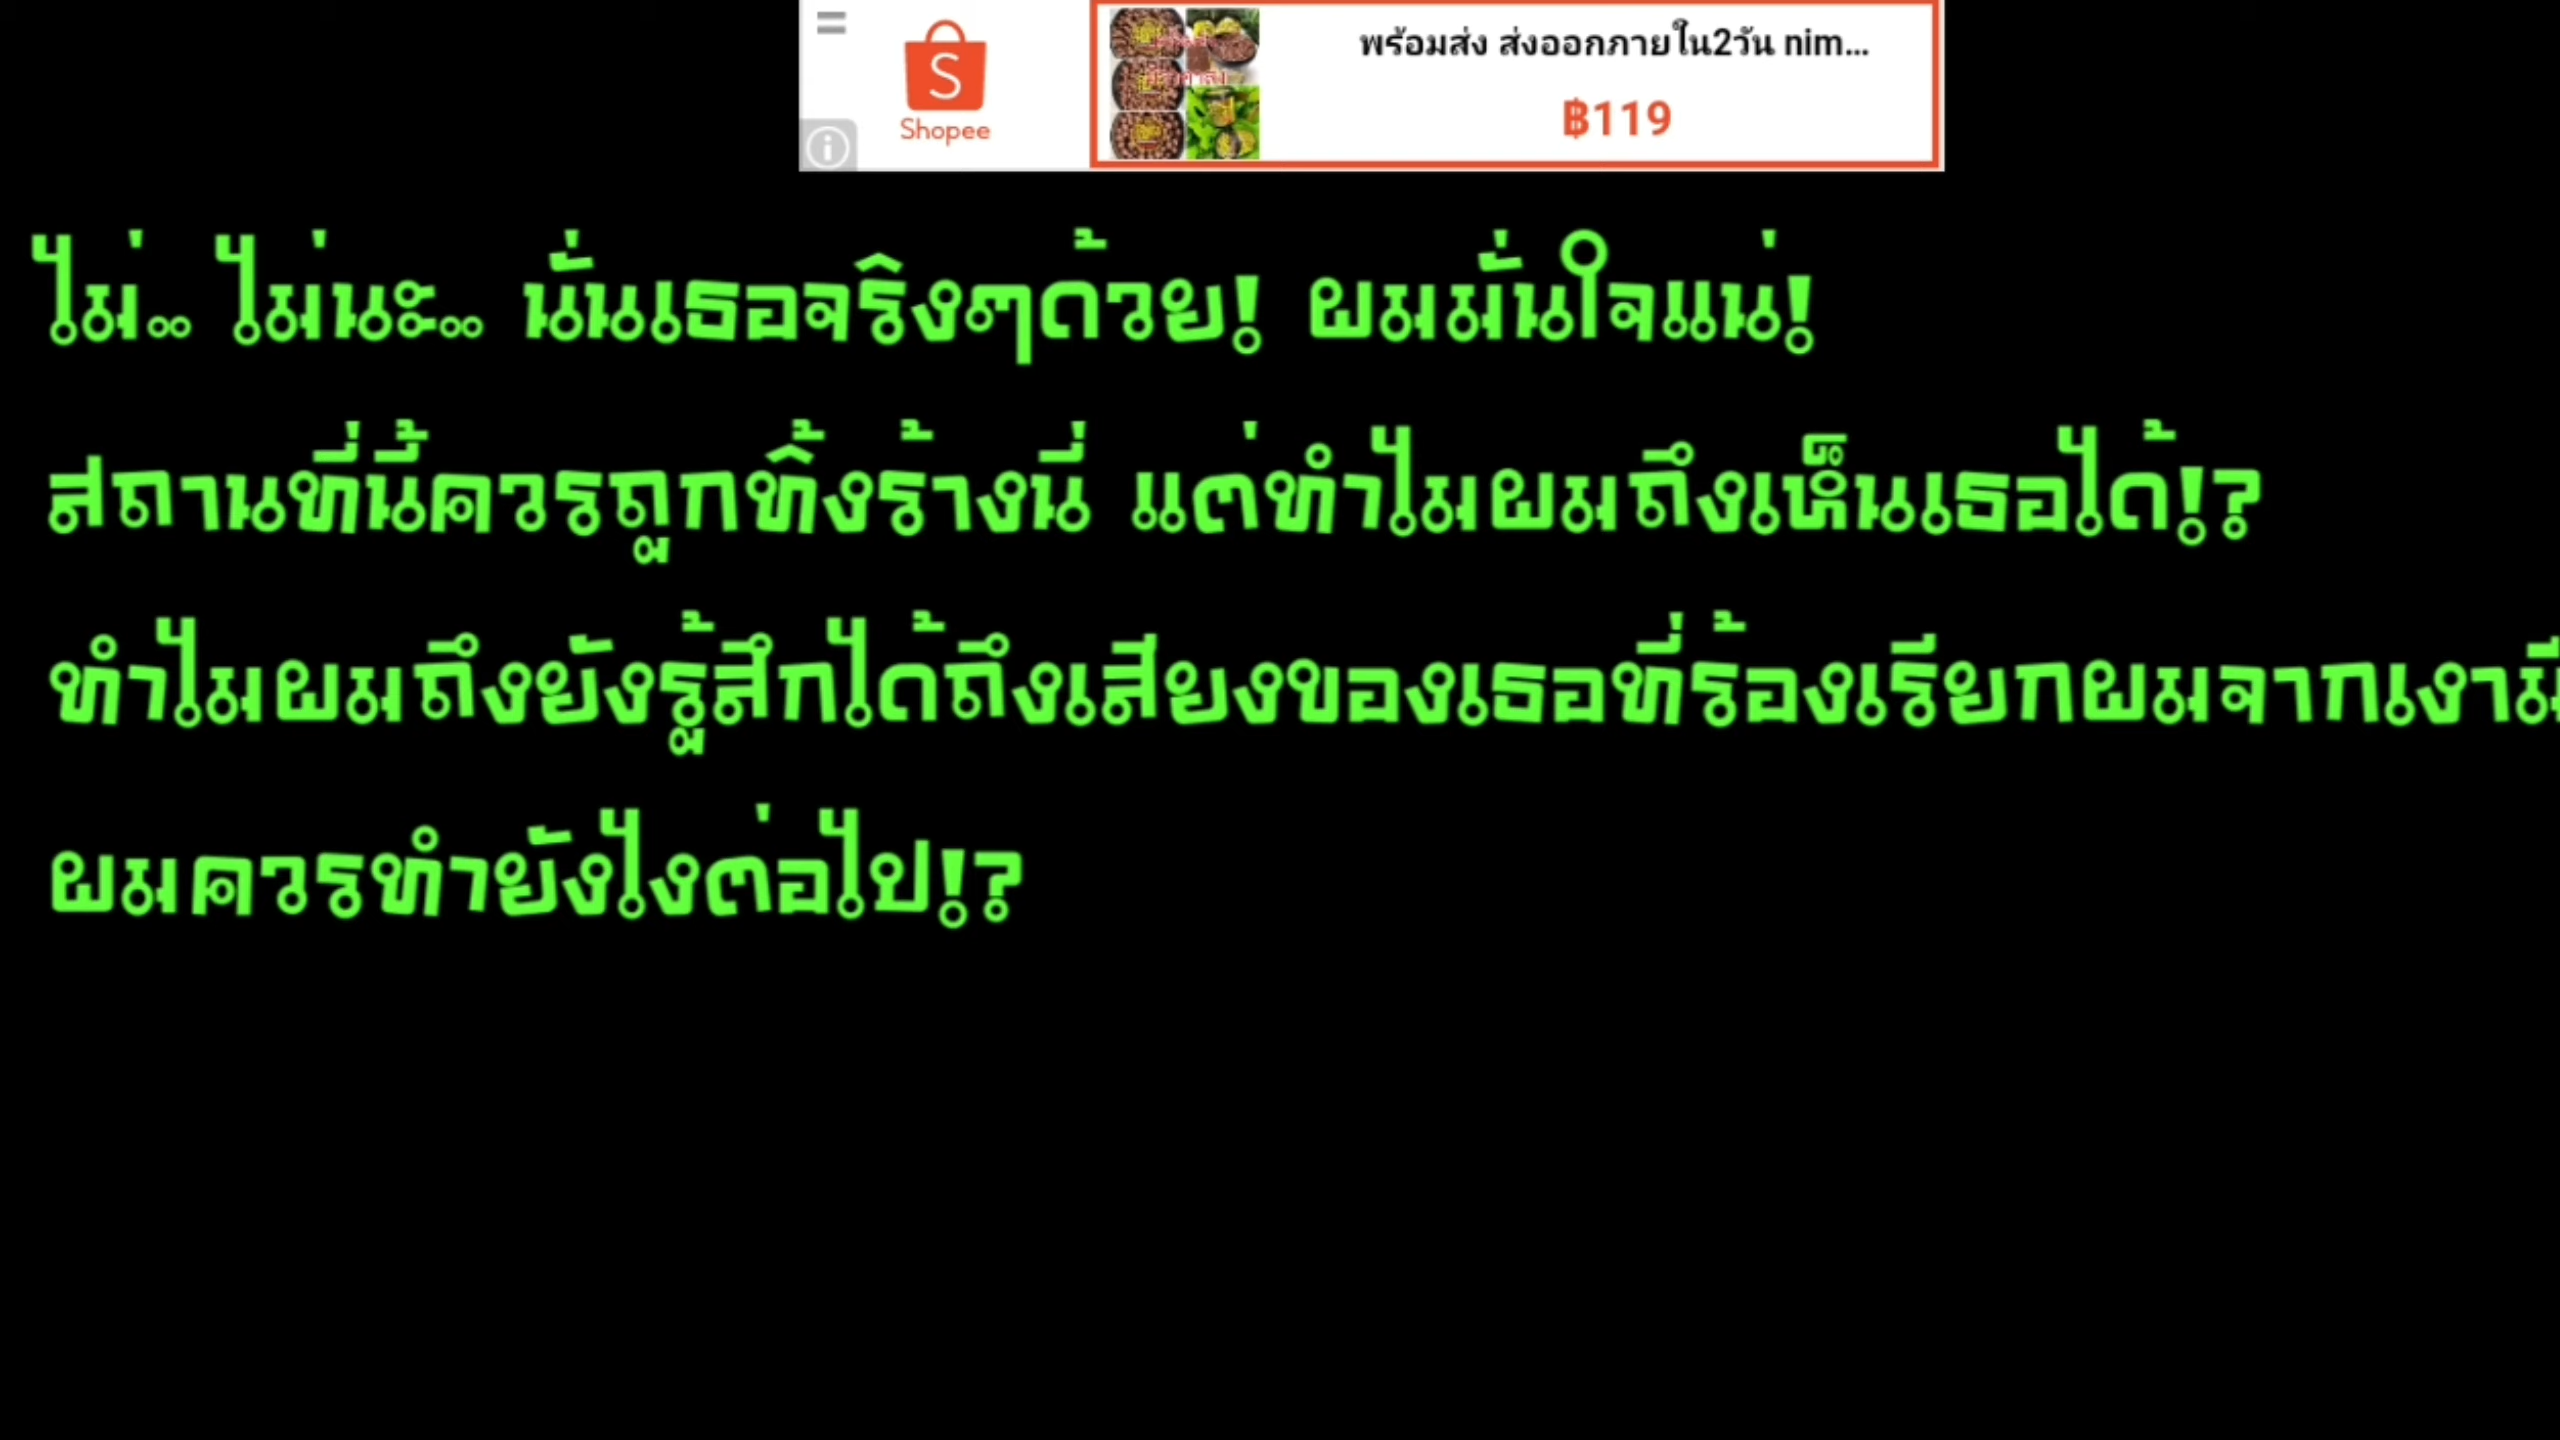 พร้อมส่ง ส่งออกภายใน2วัน nim...
฿119
Shopee
ไม่.. ไม่นะ.. นั่นเธอจริงๆด้วย! ผมมั่นใจแน่!
สถานที่นี้ควรถูกทิ้งร้างนี่ แต่ทำไมผมถึงเห็นเธอได้!?
ทำไมผมถึงยังรู้สึกได้ถึงเสียงของเธอที่ร้องเรียกผมจากเงามื
ผมควรทำยังไงต่อไป!?